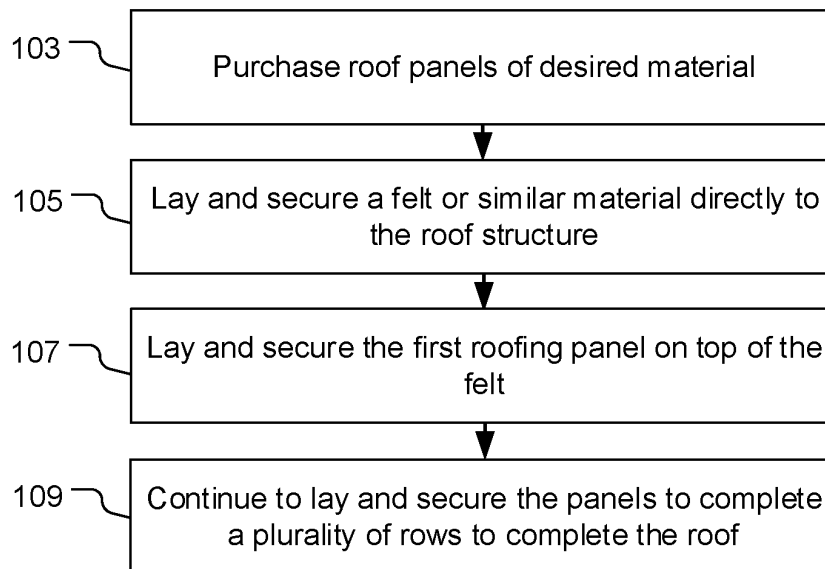 103
Purchase roof panels of desired material
105
Lay and secure a felt or similar material directly to
the roof structure
107
Lay and secure the first roofing panel on top of the
felt
109
Continue to lay and secure the panels to complete
a plurality of rows to complete the roof